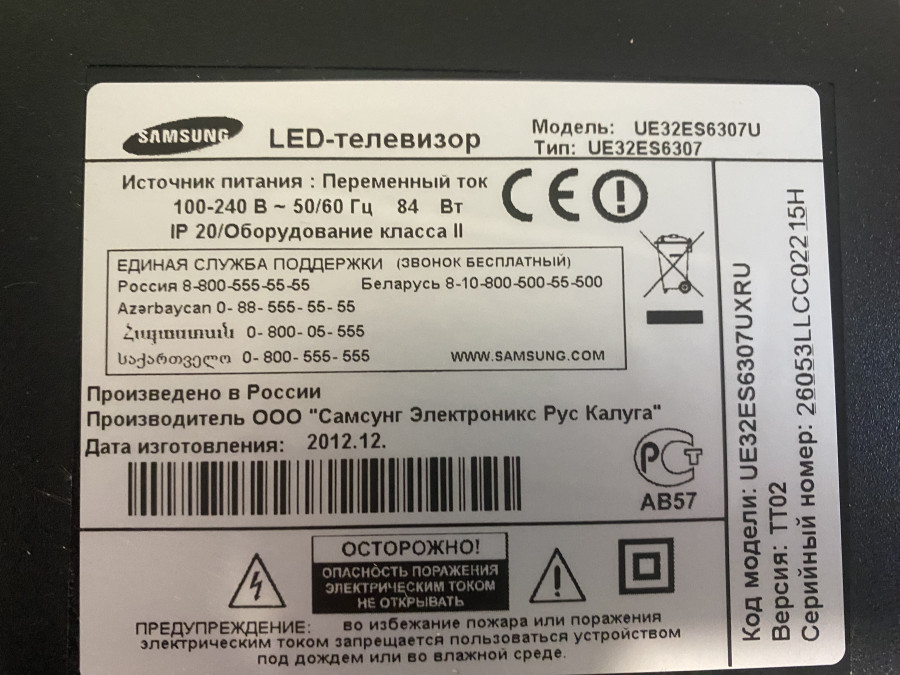 SAMSUNG
LED-телевизор
Модель: UE32ES6307U
Тип: UE32ES6307
Источник питания : Переменный ток
100-240 В ~ 50/60 Гц 84 Вт
IP 20/Оборудование класса II
CE
ЕДИНАЯ СЛУЖБА ПОДДЕРЖКИ (ЗВОНОК БЕСПЛАТНЫЙ)
Россия 8-800-555-55-55 Беларусь 8-10-800-500-55-500
Azərbaycan 0- 88- 555- 55- 55
Հայաստան 0- 800- 05- 555
საქართველო 0- 800- 555- 555 WWW.SAMSUNG.COM
Произведено в России
Производитель ООО "Самсунг Электроникс Рус Калуга"
Дата изготовления: 2012.12.
РСТ
АВ57
ОСТОРОЖНО!
ОПАСНОСТЬ ПОРАЖЕНИЯ
ЭЛЕКТРИЧЕСКИМ ТОКОМ
НЕ ОТКРЫВАТЬ
ПРЕДУПРЕЖДЕНИЕ: во избежание пожара или поражения
электрическим током запрещается пользоваться устройством
под дождем или во влажной среде.
Код модели: UE32ES6307UXRU
Версия: TT02
Серийный номер: 26053LLCC02215H